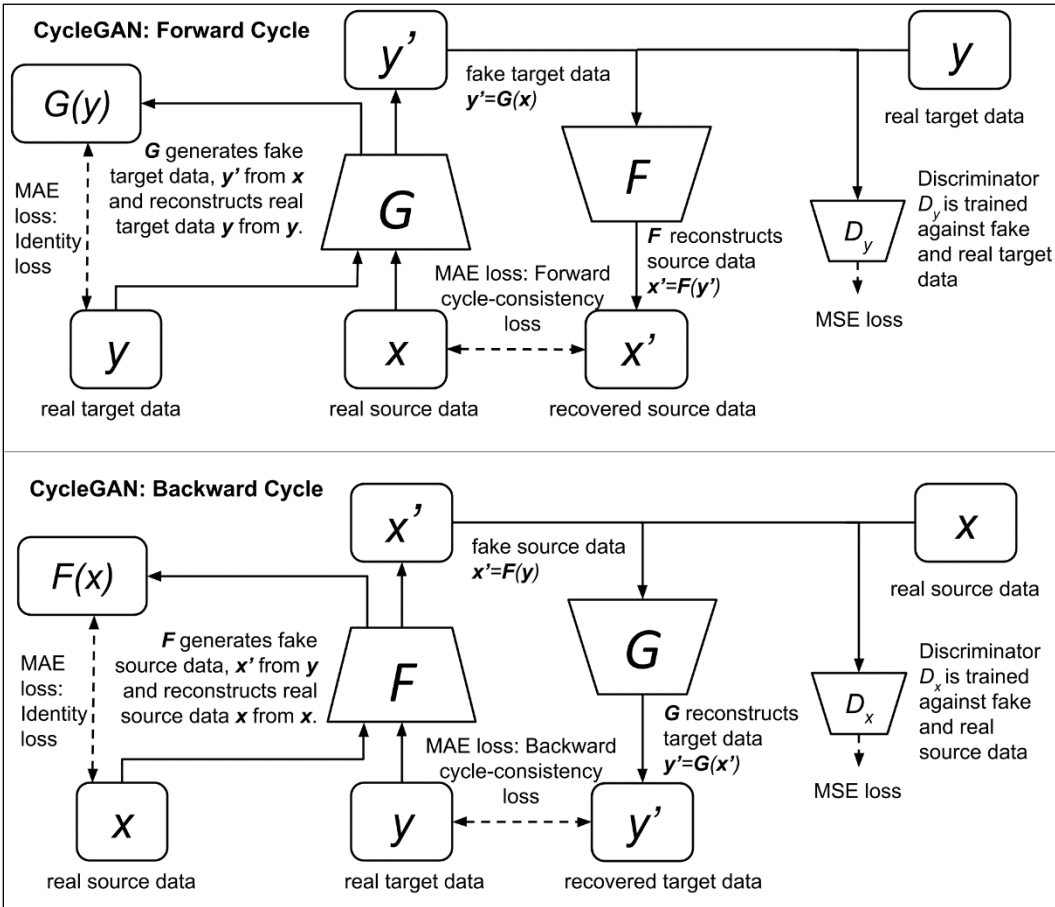 CycleGAN: Forward Cycle
y’
y
G(y)
fake target data
y’=G(x)
real target data
G generates fake
target data, y’ from x
and reconstructs real
target data y from y.
MAE
loss:
Identity
loss
G
F
D_y
Discriminator
D_y is trained
against fake
and real target
data
F reconstructs
source data
x’=F(y’)
MAE loss: Forward
cycle-consistency
loss
MSE loss
y
x
x’
real target data
real source data
recovered source data
CycleGAN: Backward Cycle
x’
x
F(x)
fake source data
x’=F(y)
real source data
F generates fake
source data, x’ from y
and reconstructs real
source data x from x.
MAE
loss:
Identity
loss
F
G
D_x
Discriminator
D_x is trained
against fake
and real
source data
G reconstructs
target data
y’=G(x’)
MAE loss: Backward
cycle-consistency
loss
MSE loss
x
y
y’
real source data
real target data
recovered target data